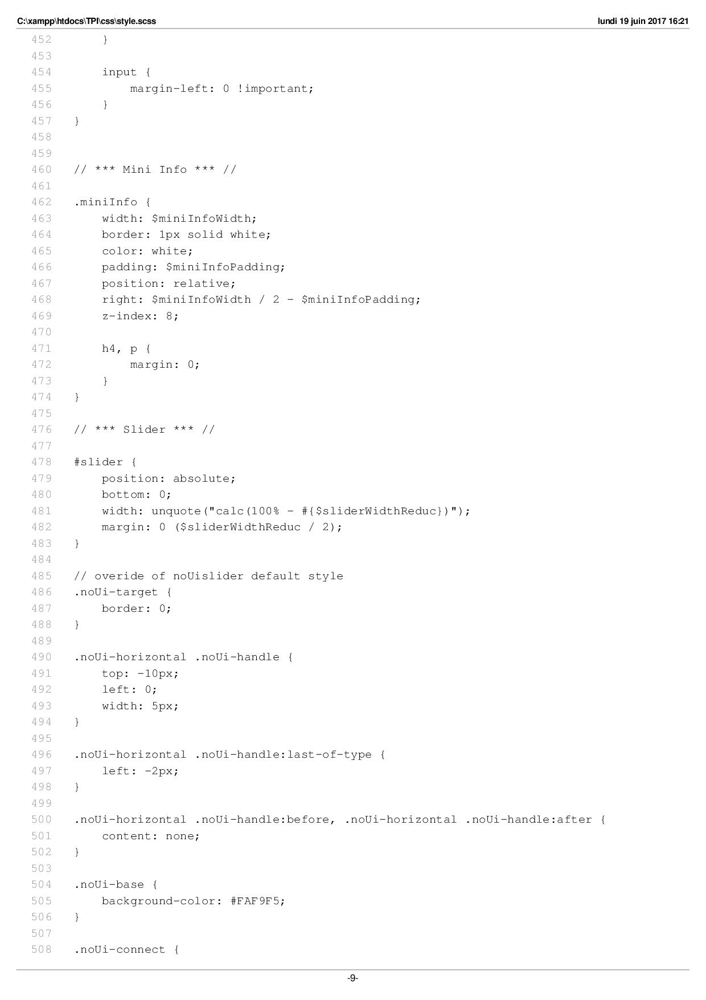 C:\xampp\htdocs\TPI\css\style.scss lundi 19 juin 2017 16:21
452         }
453
454         input {
455             margin-left: 0 !important;
456         }
457     }
458
459
460     // *** Mini Info *** //
461
462     .miniInfo {
463         width: $miniInfoWidth;
464         border: 1px solid white;
465         color: white;
466         padding: $miniInfoPadding;
467         position: relative;
468         right: $miniInfoWidth / 2 - $miniInfoPadding;
469         z-index: 8;
470
471         h4, p {
472             margin: 0;
473         }
474     }
475
476     // *** Slider *** //
477
478     #slider {
479         position: absolute;
480         bottom: 0;
481         width: unquote("calc(100% - #{$sliderWidthReduc})");
482         margin: 0 ($sliderWidthReduc / 2);
483     }
484
485     // overide of noUislider default style
486     .noUi-target {
487         border: 0;
488     }
489
490     .noUi-horizontal .noUi-handle {
491         top: -10px;
492         left: 0;
493         width: 5px;
494     }
495
496     .noUi-horizontal .noUi-handle:last-of-type {
497         left: -2px;
498     }
499
500     .noUi-horizontal .noUi-handle:before, .noUi-horizontal .noUi-handle:after {
501         content: none;
502     }
503
504     .noUi-base {
505         background-color: #FAF9F5;
506     }
507
508     .noUi-connect {
-9-